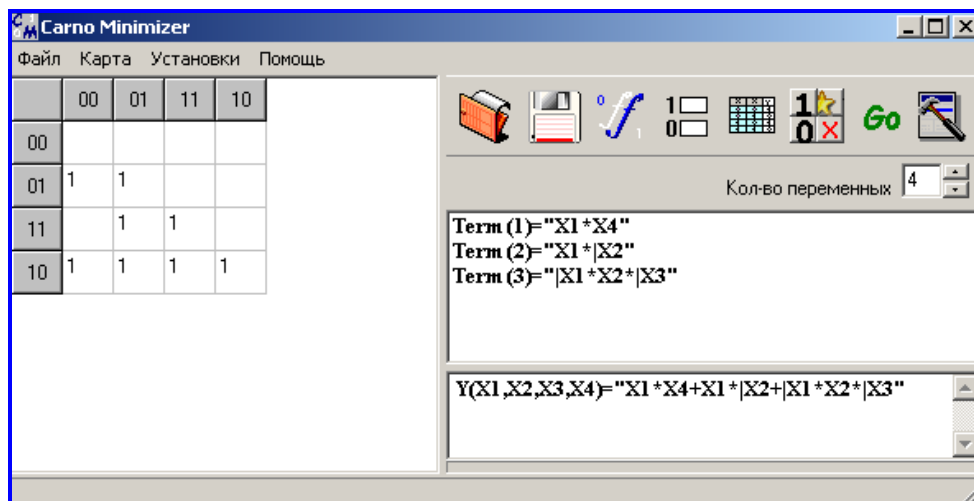 Carno Minimizer
Файл Карта Установки Помощь
00 01 11 10
00
01 1 1
11 1 1
10 1 1 1 1
1 0 Go
Кол-во переменных 4
Term (1)="X1*X4"
Term (2)="X1*|X2"
Term (3)="|X1*X2*|X3"
Y(X1,X2,X3,X4)="X1*X4+X1*|X2+|X1*X2*|X3"